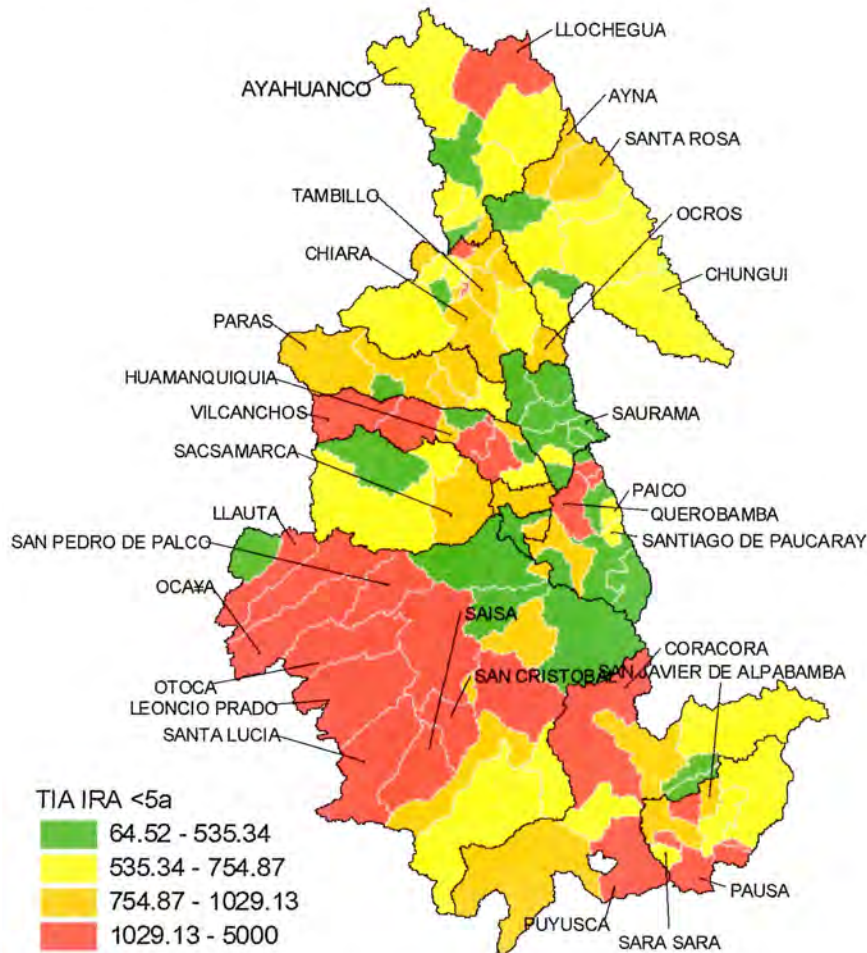 LLOCHEGUA
AYAHUANCO
AYNA
SANTA ROSA
TAMBILLO
OCROS
CHIARA
CHUNGUI
PARAS
HUAMANQUIQUIA
VILCANCHOS
SAURAMA
SACSAMARCA
PAICO
LLAUTA
QUEROBAMBA
SAN PEDRO DE PALCO
SANTIAGO DE PAUCARAY
OCA¥A
SAISA
CORACORA
SAN CRISTOBAL
SAN JAVIER DE ALPABAMBA
OTOCA
LEONCIO PRADO
SANTA LUCIA
TIA IRA <5a
64.52 - 535.34
535.34 - 754.87
754.87 - 1029.13
1029.13 - 5000
PAUSA
PUYUSCA
SARA SARA